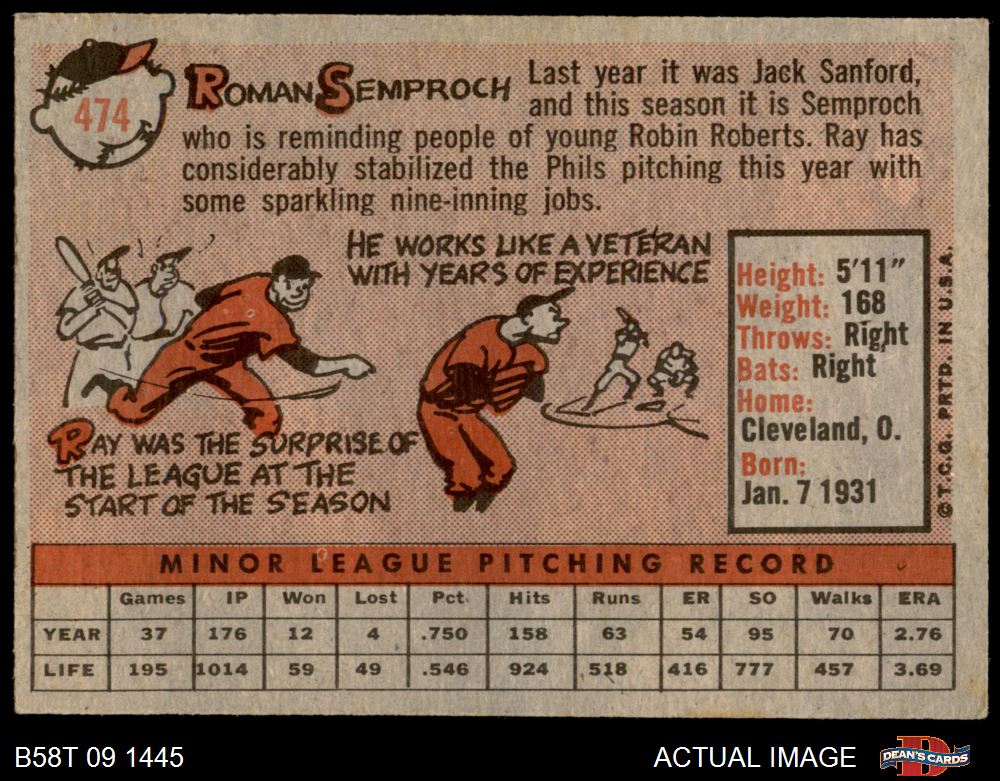 474
ROMAN SEMPROCH
Last year it was Jack Sanford,
and this season it is Semproch
who is reminding people of young Robin Roberts. Ray has
considerably stabilized the Phils pitching this year with
some sparkling nine-inning jobs.
HE WORKS LIKE A VETERAN
WITH YEARS OF EXPERIENCE
RAY WAS THE SURPRISE OF
THE LEAGUE AT THE
START OF THE SEASON
Height: 5'11"
Weight: 168
Throws: Right
Bats: Right
Home:
Cleveland, O.
Born:
Jan. 7 1931
© T.C.G. PRTD. IN U.S.A.
MINOR LEAGUE PITCHING RECORD
Games IP Won Lost Pct. Hits Runs ER SO Walks ERA
YEAR 37 176 12 4 .750 158 63 54 95 70 2.76
LIFE 195 1014 59 49 .546 924 518 416 777 457 3.69
B58T 09 1445
ACTUAL IMAGE
DEAN'S CARDS